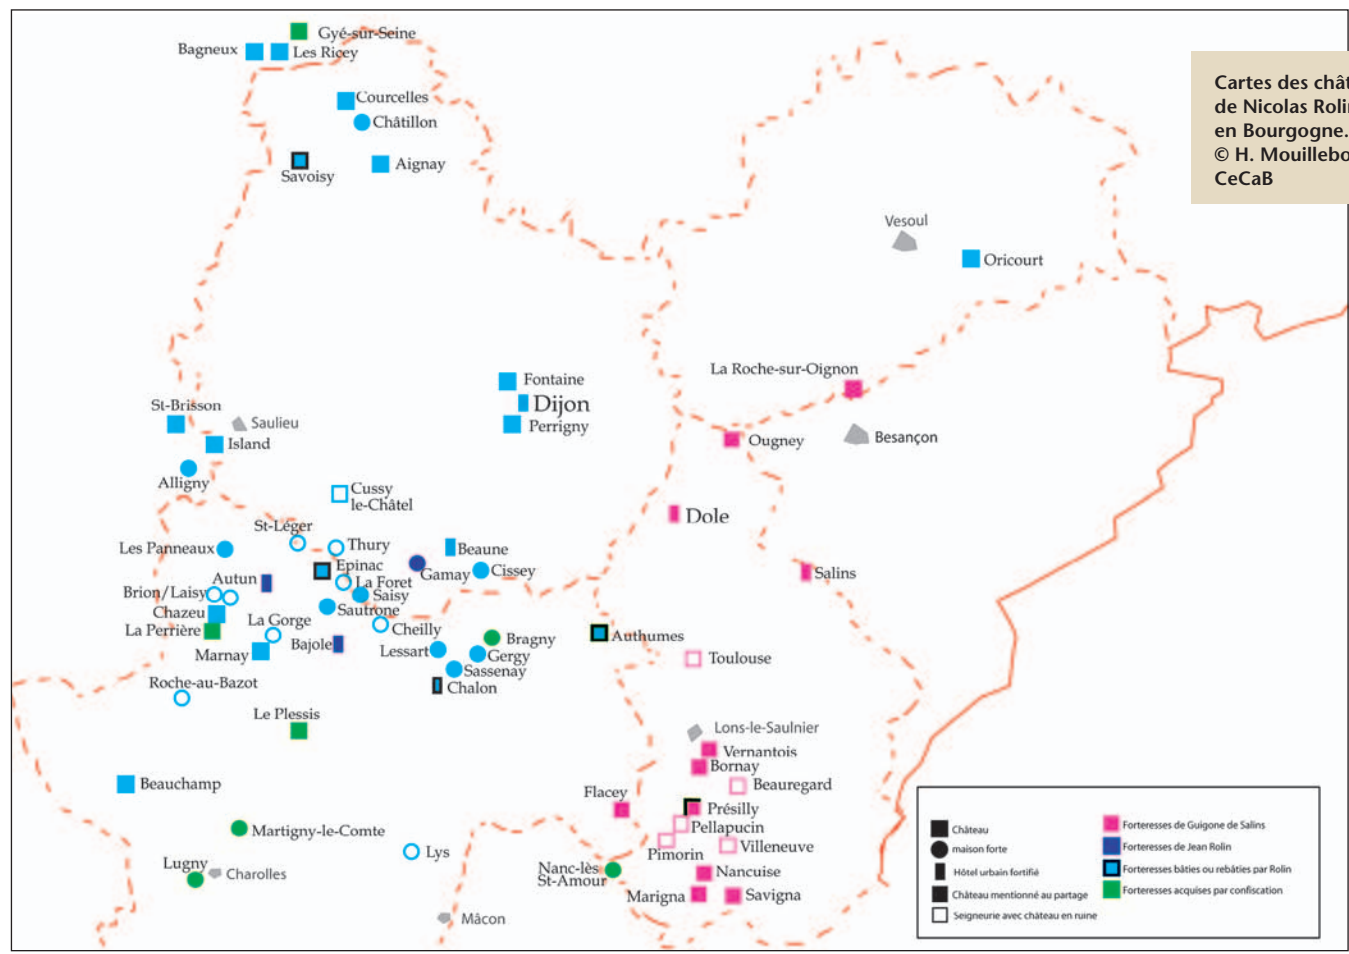 Gyé-sur-Seine
Bagneux
Les Ricey
Cartes des chât
de Nicolas Rolin
en Bourgogne.
© H. Mouillebo
CeCaB
Courcelles
Châtillon
Aignay
Savoisy
Vesoul
Oricourt
La Roche-sur-Oignon
Fontaine
Dijon
Perrigny
St-Brisson
Saulieu
Island
Alligny
Ougney
Besançon
Cussy
le-Châtel
Dole
St-Léger
Les Panneaux
Thury
Beaune
Epinac
Gamay
Cissey
Salins
Autun
La Foret
Brion/Laisy
Saisy
Chazeu
Sautrone
La Gorge
La Perrière
Cheilly
Bragny
Authumes
Bajole
Lessart
Gergy
Marnay
Toulouse
Sassenay
Roche-au-Bazot
Chalon
Le Plessis
Lons-le-Saulnier
Vernantois
Bornay
Beauchamp
Beauregard
Flacey
Présilly
Martigny-le-Comte
Pellapucin
Lys
Pimorin
Villeneuve
Lugny
Charolles
Nanc-lès
St-Amour
Nancuise
Marigna
Savigna
Mâcon
Château
maison forte
Hôtel urbain fortifié
Château mentionné au partage
Seigneurie avec château en ruine
Forteresses de Guigone de Salins
Forteresses de Jean Rolin
Forteresses bâties ou rebâties par Rolin
Forteresses acquises par confiscation